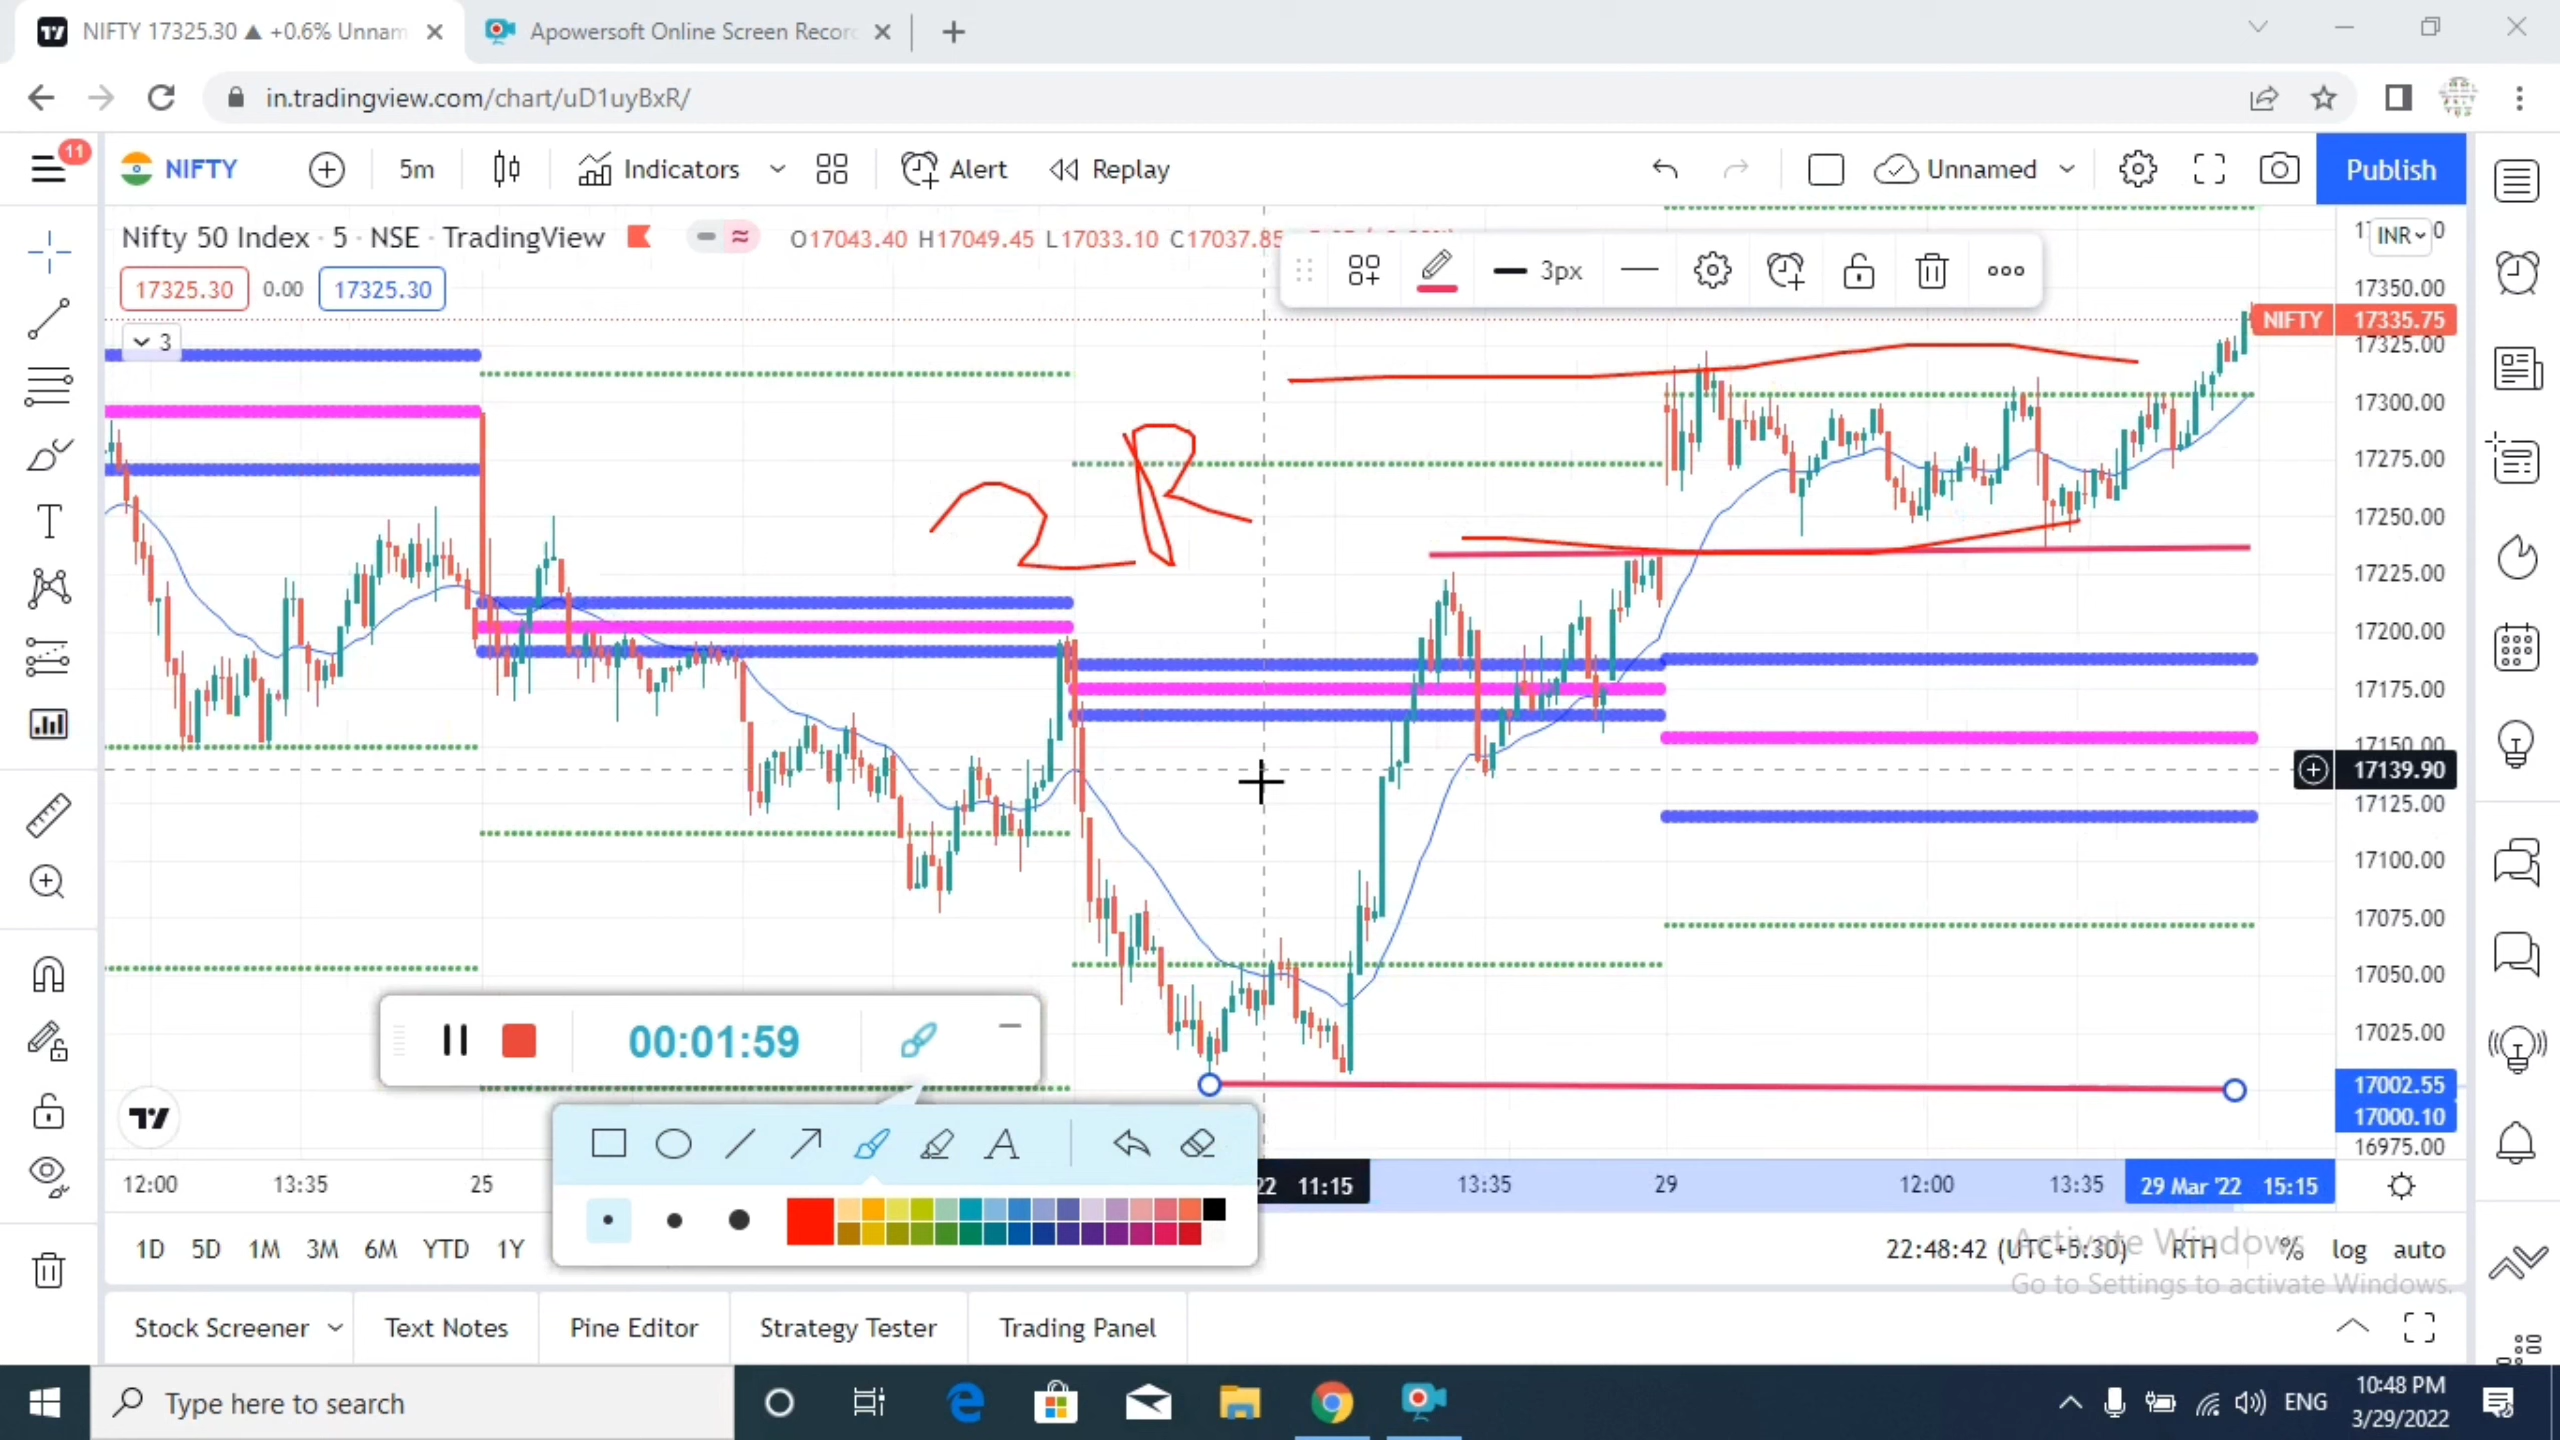 NIFTY 17325.30 ▲ +0.6% Unnam
Apowersoft Online Screen Recor
in.tradingview.com/chart/uD1uyBxR/
11
NIFTY
5m
Indicators
Alert
Replay
Unnamed
Publish
Nifty 50 Index · 5 · NSE · TradingView
O17043.40 H17049.45 L17033.10 C17037.85
17325.30
0.00
17325.30
3
3px
INR
17350.00
NIFTY 17335.75
17325.00
17300.00
17275.00
17250.00
17225.00
17200.00
17175.00
17150.00
17139.90
17125.00
17100.00
17075.00
17050.00
17025.00
17002.55
17000.10
16975.00
2R
00:01:59
A
12:00
13:35
25
22 11:15
13:35
29
12:00
13:35
29 Mar '22 15:15
1D
5D
1M
3M
6M
YTD
1Y
22:48:42 (UTC+5:30)
RTH
%
log
auto
Activate Windows
Go to Settings to activate Windows.
Stock Screener
Text Notes
Pine Editor
Strategy Tester
Trading Panel
Type here to search
ENG
10:48 PM
3/29/2022